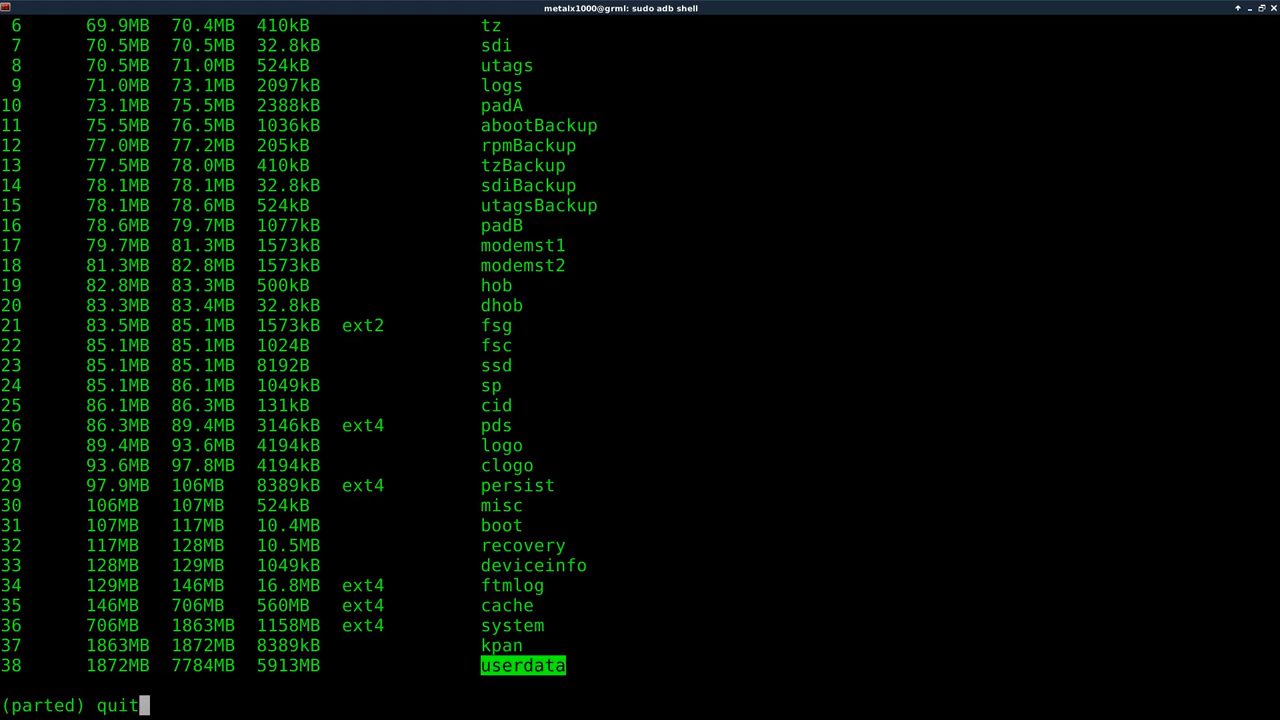 metalx1000@grml: sudo adb shell
6 69.9MB 70.4MB 410kB tz
7 70.5MB 70.5MB 32.8kB sdi
8 70.5MB 71.0MB 524kB utags
9 71.0MB 73.1MB 2097kB logs
10 73.1MB 75.5MB 2388kB padA
11 75.5MB 76.5MB 1036kB abootBackup
12 77.0MB 77.2MB 205kB rpmBackup
13 77.5MB 78.0MB 410kB tzBackup
14 78.1MB 78.1MB 32.8kB sdiBackup
15 78.1MB 78.6MB 524kB utagsBackup
16 78.6MB 79.7MB 1077kB padB
17 79.7MB 81.3MB 1573kB modemst1
18 81.3MB 82.8MB 1573kB modemst2
19 82.8MB 83.3MB 500kB hob
20 83.3MB 83.4MB 32.8kB dhob
21 83.5MB 85.1MB 1573kB ext2 fsg
22 85.1MB 85.1MB 1024B fsc
23 85.1MB 85.1MB 8192B ssd
24 85.1MB 86.1MB 1049kB sp
25 86.1MB 86.3MB 131kB cid
26 86.3MB 89.4MB 3146kB ext4 pds
27 89.4MB 93.6MB 4194kB logo
28 93.6MB 97.8MB 4194kB clogo
29 97.9MB 106MB 8389kB ext4 persist
30 106MB 107MB 524kB misc
31 107MB 117MB 10.4MB boot
32 117MB 128MB 10.5MB recovery
33 128MB 129MB 1049kB deviceinfo
34 129MB 146MB 16.8MB ext4 ftmlog
35 146MB 706MB 560MB ext4 cache
36 706MB 1863MB 1158MB ext4 system
37 1863MB 1872MB 8389kB kpan
38 1872MB 7784MB 5913MB userdata
(parted) quit